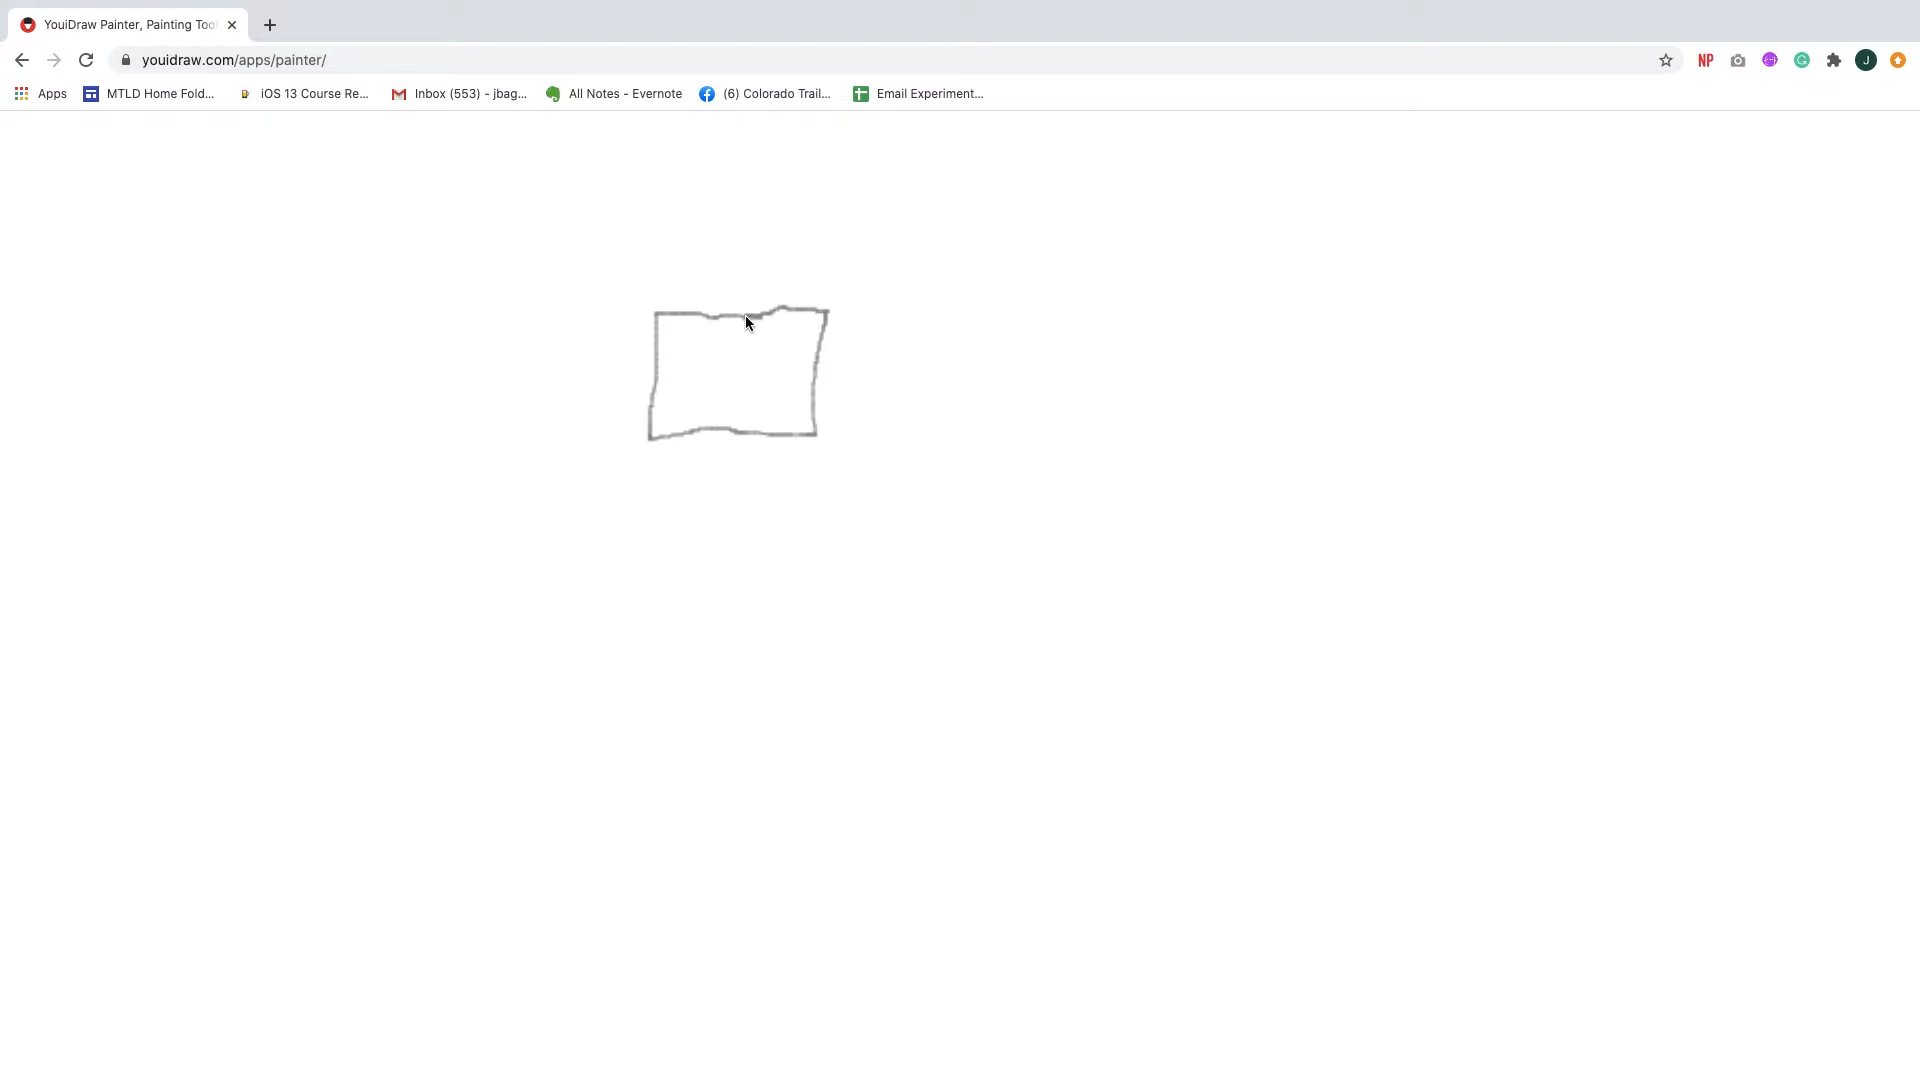 YouiDraw Painter, Painting Too
youidraw.com/apps/painter/
NP
J
Apps
MTLD Home Fold...
iOS 13 Course Re...
Inbox (553) - jbag...
All Notes - Evernote
(6) Colorado Trail...
Email Experiment...